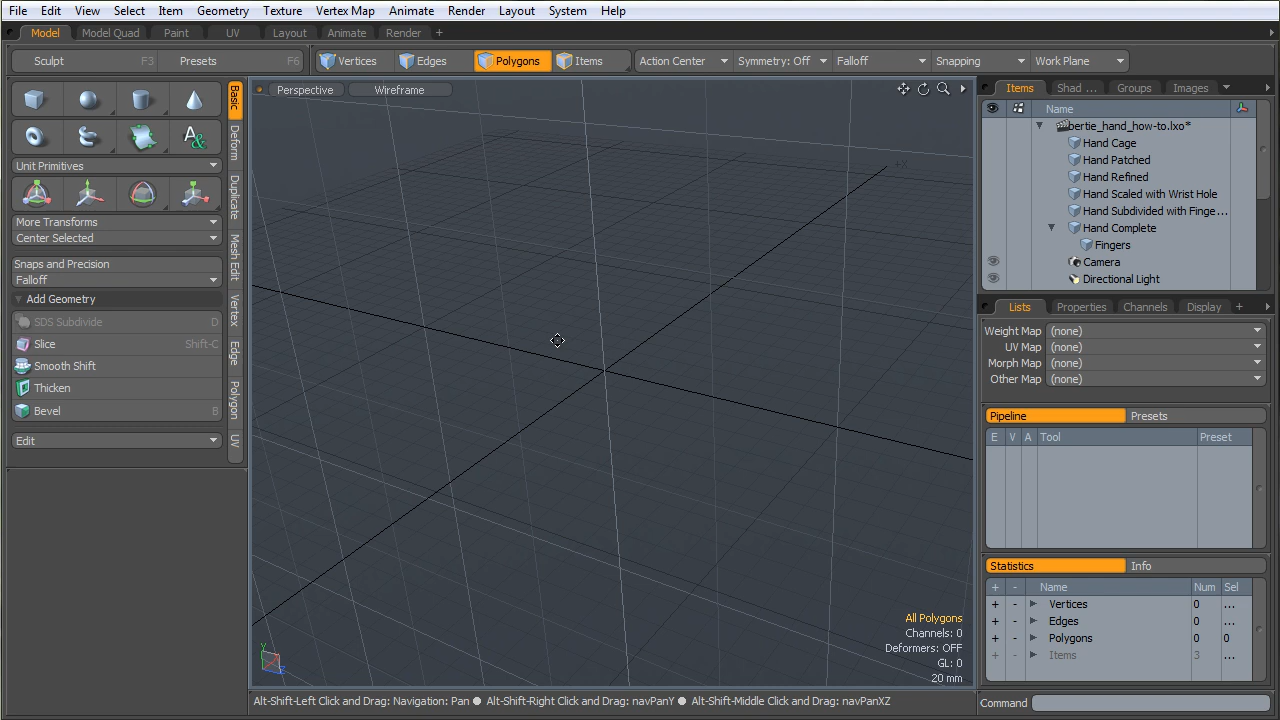 File Edit View Select Item Geometry Texture Vertex Map Animate Render Layout System Help
Model Model Quad Paint UV Layout Animate Render +
Sculpt F3 Presets F6 Vertices Edges Polygons Items Action Center Symmetry: Off Falloff Snapping Work Plane
Perspective Wireframe
Basic
Deform
Duplicate
Mesh Edit
Vertex
Edge
Polygon
UV
Unit Primitives
More Transforms
Center Selected
Snaps and Precision
Falloff
Add Geometry
SDS Subdivide D
Slice Shift-C
Smooth Shift
Thicken
Bevel B
Edit
+X
All Polygons
Channels: 0
Deformers: OFF
GL: 0
20 mm
Y
Z
Alt-Shift-Left Click and Drag: Navigation: Pan ● Alt-Shift-Right Click and Drag: navPanY ● Alt-Shift-Middle Click and Drag: navPanXZ
Items Shad ... Groups Images
Name
bertie_hand_how-to.lxo*
Hand Cage
Hand Patched
Hand Refined
Hand Scaled with Wrist Hole
Hand Subdivided with Finge...
Hand Complete
Fingers
Camera
Directional Light
Lists Properties Channels Display +
Weight Map (none)
UV Map (none)
Morph Map (none)
Other Map (none)
Pipeline Presets
E V A Tool Preset
Statistics Info
+ - Name Num Sel
+ - Vertices 0 ...
+ - Edges 0 ...
+ - Polygons 0 0
+ - Items 3 ...
Command